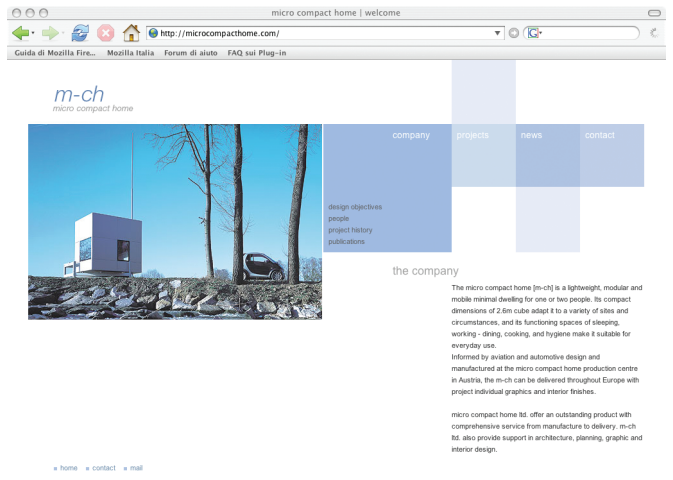 micro compact home | welcome
http://microcompacthome.com/
G
Guida di Mozilla Fire... Mozilla Italia Forum di aiuto FAQ sui Plug-in
m-ch
micro compact home
company projects news contact
design objectives
people
project history
publications
the company
The micro compact home [m-ch] is a lightweight, modular and
mobile minimal dwelling for one or two people. Its compact
dimensions of 2.6m cube adapt it to a variety of sites and
circumstances, and its functioning spaces of sleeping,
working - dining, cooking, and hygiene make it suitable for
everyday use.
Informed by aviation and automotive design and
manufactured at the micro compact home production centre
in Austria, the m-ch can be delivered throughout Europe with
project individual graphics and interior finishes.
micro compact home ltd. offer an outstanding product with
comprehensive service from manufacture to delivery. m-ch
ltd. also provide support in architecture, planning, graphic and
interior design.
home contact mail